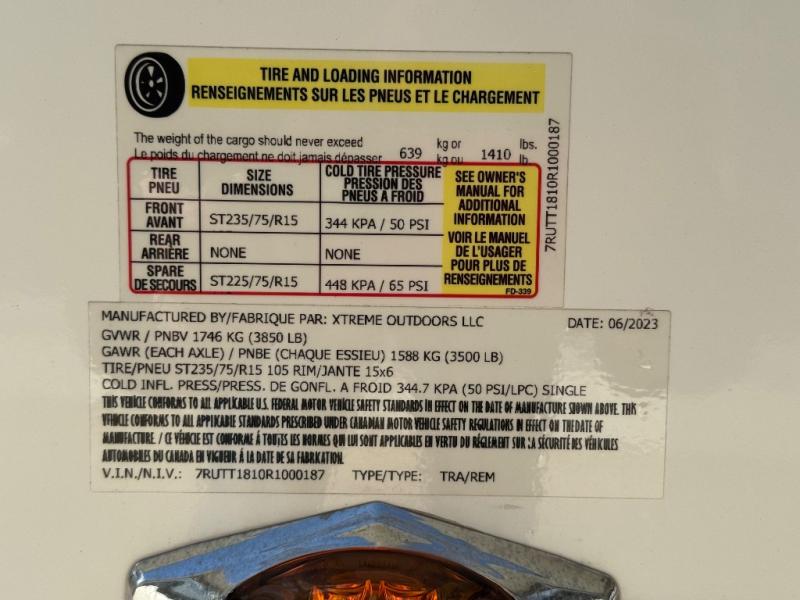 TIRE AND LOADING INFORMATION
RENSEIGNEMENTS SUR LES PNEUS ET LE CHARGEMENT
The weight of the cargo should never exceed 639 kg or 1410 lbs.
Le poids du chargement ne doit jamais dépasser kg ou lb.
TIRE
PNEU
SIZE
DIMENSIONS
COLD TIRE PRESSURE
PRESSION DES
PNEUS A FROID
FRONT
AVANT
ST235/75/R15
344 KPA / 50 PSI
REAR
ARRIÈRE
NONE
NONE
SPARE
DE SECOURS
ST225/75/R15
448 KPA / 65 PSI
SEE OWNER'S
MANUAL FOR
ADDITIONAL
INFORMATION
VOIR LE MANUEL
DE L'USAGER
POUR PLUS DE
RENSEIGNEMENTS
FD-339
7RUTT1810R1000187
MANUFACTURED BY/FABRIQUE PAR: XTREME OUTDOORS LLC DATE: 06/2023
GVWR / PNBV 1746 KG (3850 LB)
GAWR (EACH AXLE) / PNBE (CHAQUE ESSIEU) 1588 KG (3500 LB)
TIRE/PNEU ST235/75/R15 105 RIM/JANTE 15x6
COLD INFL. PRESS/PRESS. DE GONFL. A FROID 344.7 KPA (50 PSI/LPC) SINGLE
THIS VEHICLE CONFORMS TO ALL APPLICABLE U.S. FEDERAL MOTOR VEHICLE SAFETY STANDARDS IN EFFECT ON THE DATE OF MANUFACTURE SHOWN ABOVE. THIS
VEHICLE CONFORMS TO ALL APPLICABLE STANDARDS PRESCRIBED UNDER CANADIAN MOTOR VEHICLE SAFETY REGULATIONS IN EFFECT ON THE DATE OF
MANUFACTURE. / CE VÉHICLE EST CONFORME Á TOUTES LES NORMES QUI LUI SONT APPLICABLES EN VERTU DU RÉGLEMENT SUR LA SÉCURITÉ DES VÉHICLES
AUTOMOBILES DU CANADA EN VIGUEUR Á LA DATE DE SA FABRICATION.
V.I.N./N.I.V.: 7RUTT1810R1000187 TYPE/TYPE: TRA/REM